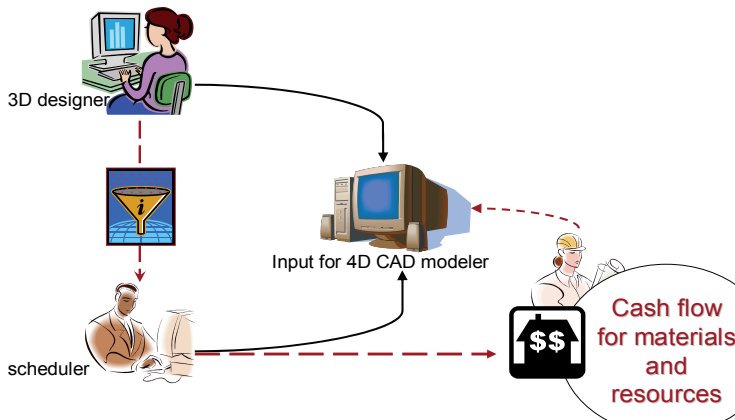 3D designer
i
Input for 4D CAD modeler
scheduler
$$
Cash flow
for materials
and
resources